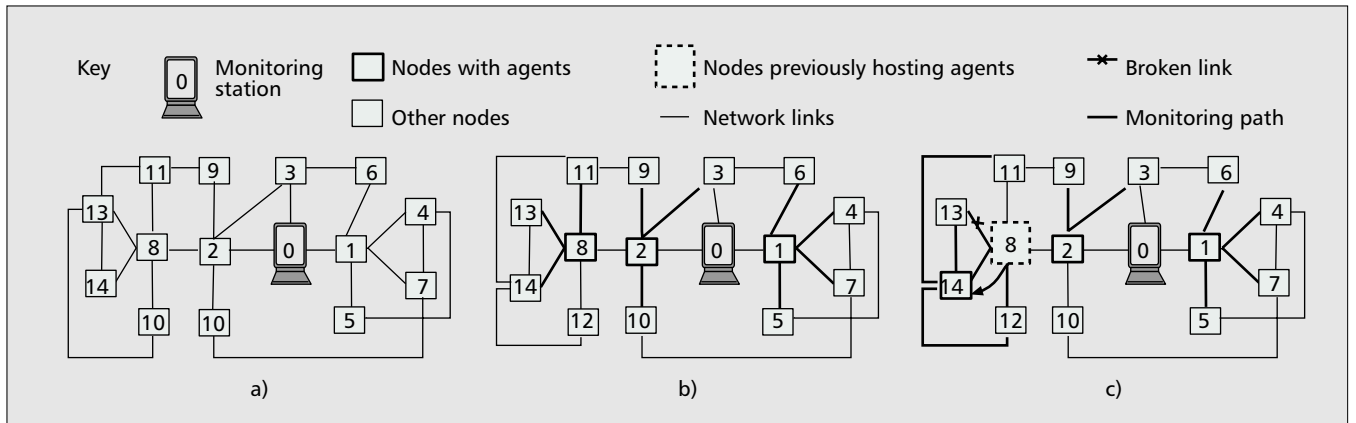 Key
0
Monitoring
station
Nodes with agents
Nodes previously hosting agents
Broken link
Other nodes
Network links
Monitoring path
11 9 3 6
13 4
8 2 0 1
14 7
10 10 5
a)
11 9 3 6
13 4
8 2 0 1
14 7
12 10 5
b)
11 9 3 6
13 4
8 2 0 1
14 7
12 10 5
c)